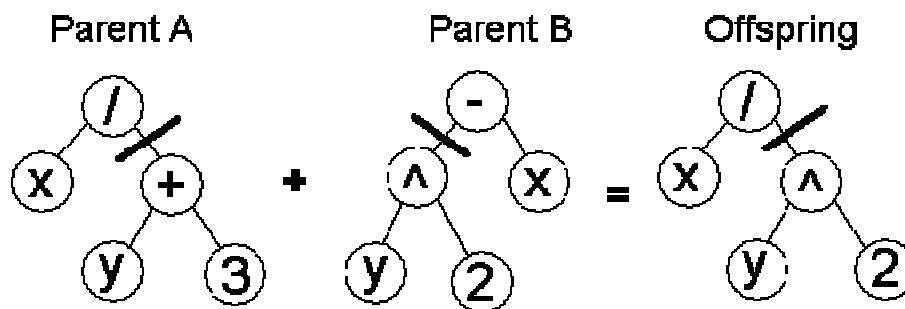 Parent A Parent B Offspring
/ - /
x + + ^ x = x ^
y 3 y 2 y 2